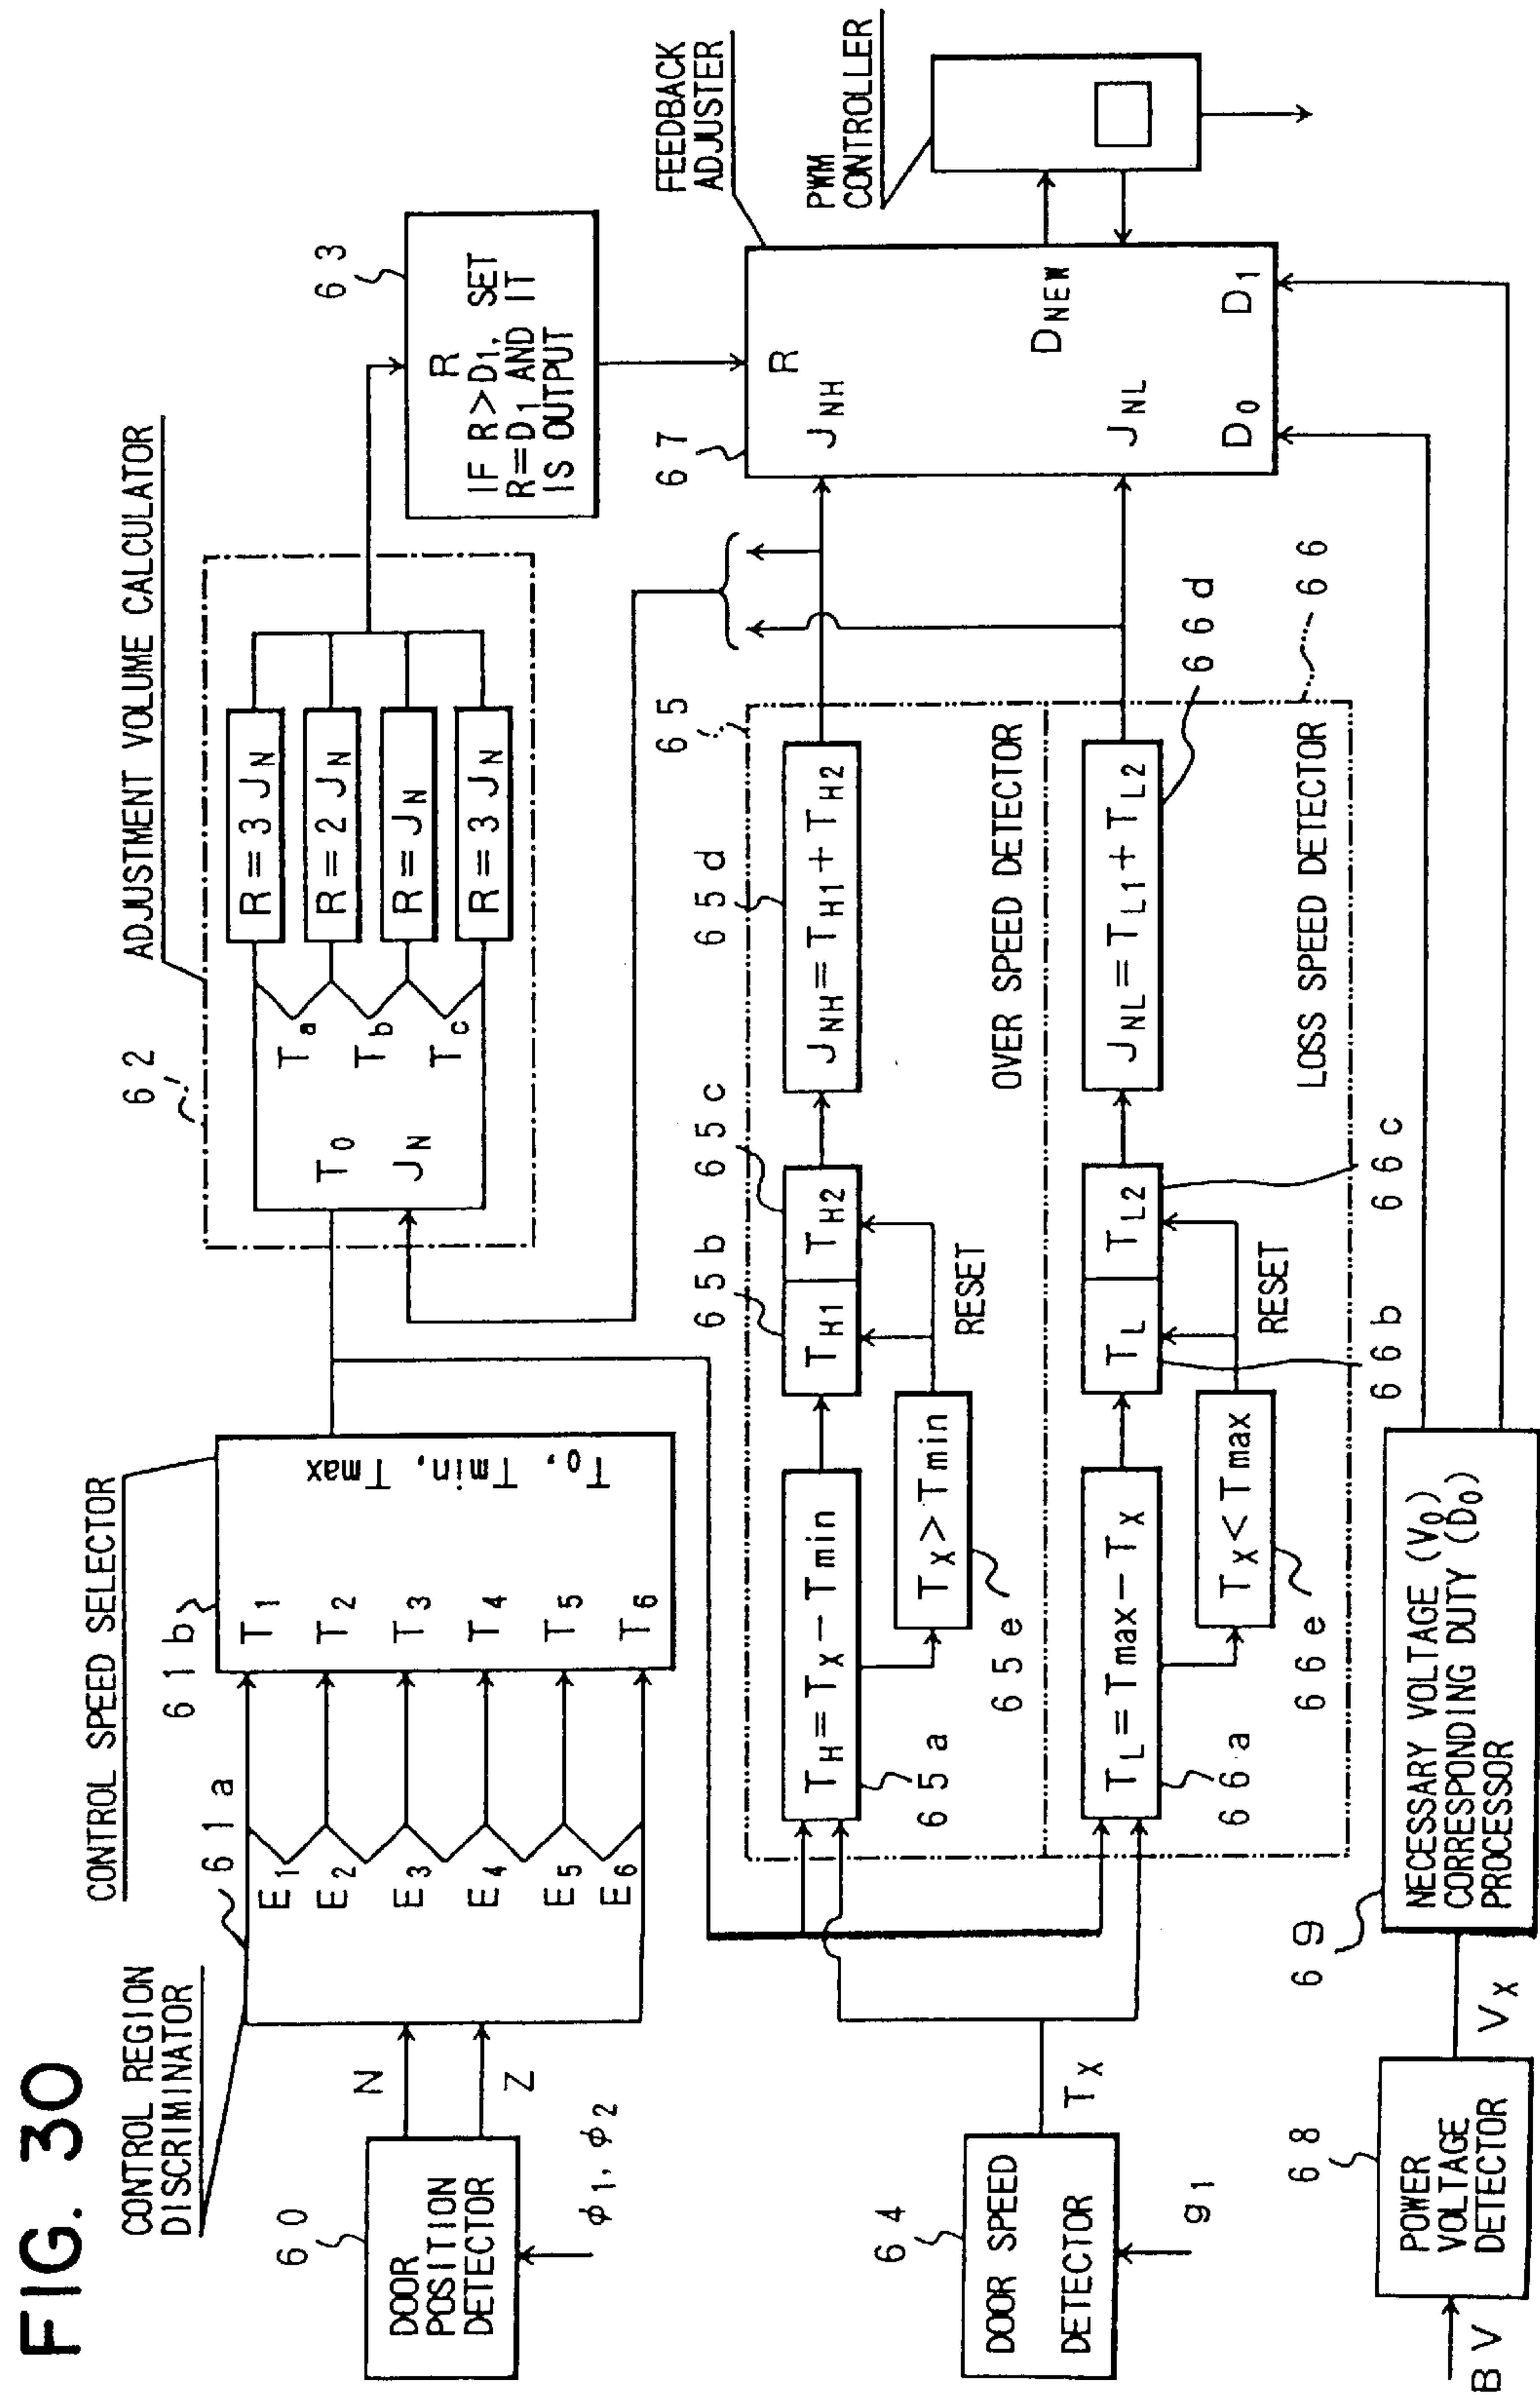 FIG. 30
CONTROL REGION
DISCRIMINATOR
CONTROL SPEED SELECTOR
ADJUSTMENT VOLUME CALCULATOR
60
DOOR
POSITION
DETECTOR
ϕ1, ϕ2
N
Z
61a
E1
E2
E3
E4
E5
E6
61b
T1
T2
T3
T4
T5
T6
T0, Tmin, Tmax
62
T0
JN
Ta
Tb
Tc
R=3JN
R=2JN
R=JN
R=3JN
63
R
IF R>D1, SET
R=D1 AND IT
IS OUTPUT
64
DOOR SPEED
DETECTOR
g1
TX
65
65a
TH=TX-Tmin
65b
TH1
65c
TH2
65d
JNH=TH1+TH2
65e
TX>Tmin
RESET
OVER SPEED DETECTOR
66
66a
TL=Tmax-TX
66b
TL
66c
TL2
66d
JNL=TL1+TL2
66e
TX<Tmax
RESET
LOSS SPEED DETECTOR
67
FEEDBACK
ADJUSTER
R
JNH
DNEW
JNL
D0
D1
PWM
CONTROLLER
68
POWER
VOLTAGE
DETECTOR
BV
VX
69
NECESSARY VOLTAGE (V0)
CORRESPONDING DUTY (D0)
PROCESSOR